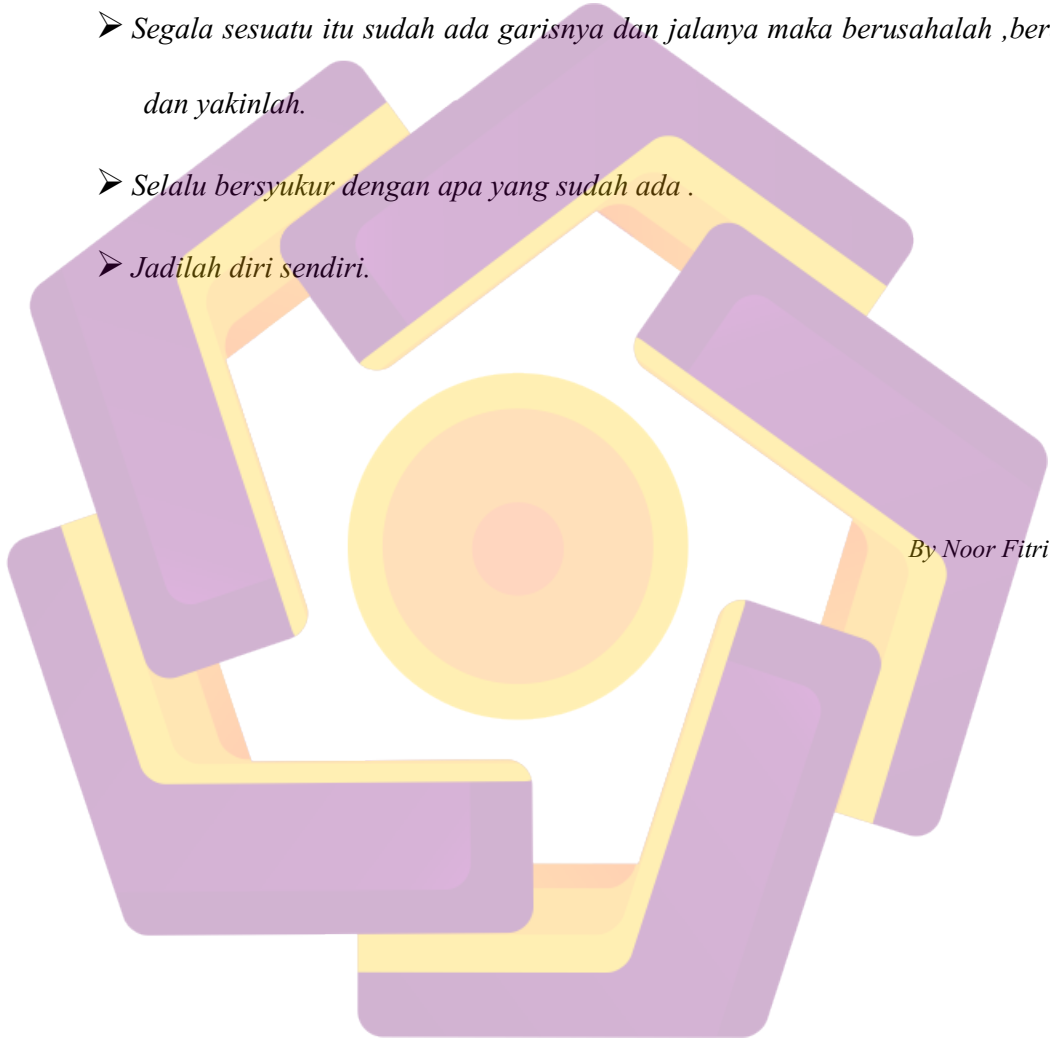 ➢ Segala sesuatu itu sudah ada garisnya dan jalanya maka berusahalah ,ber
dan yakinlah.
➢ Selalu bersyukur dengan apa yang sudah ada .
➢ Jadilah diri sendiri.
By Noor Fitri